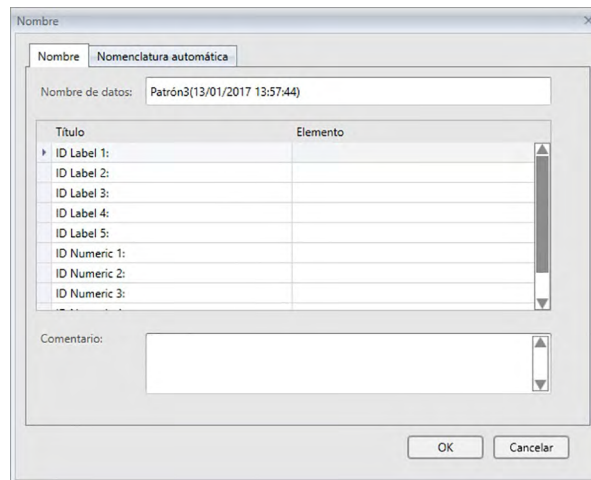 Nombre
Nombre Nomenclatura automática
Nombre de datos: Patrón3(13/01/2017 13:57:44)
Título Elemento
ID Label 1:
ID Label 2:
ID Label 3:
ID Label 4:
ID Label 5:
ID Numeric 1:
ID Numeric 2:
ID Numeric 3:
Comentario:
OK Cancelar